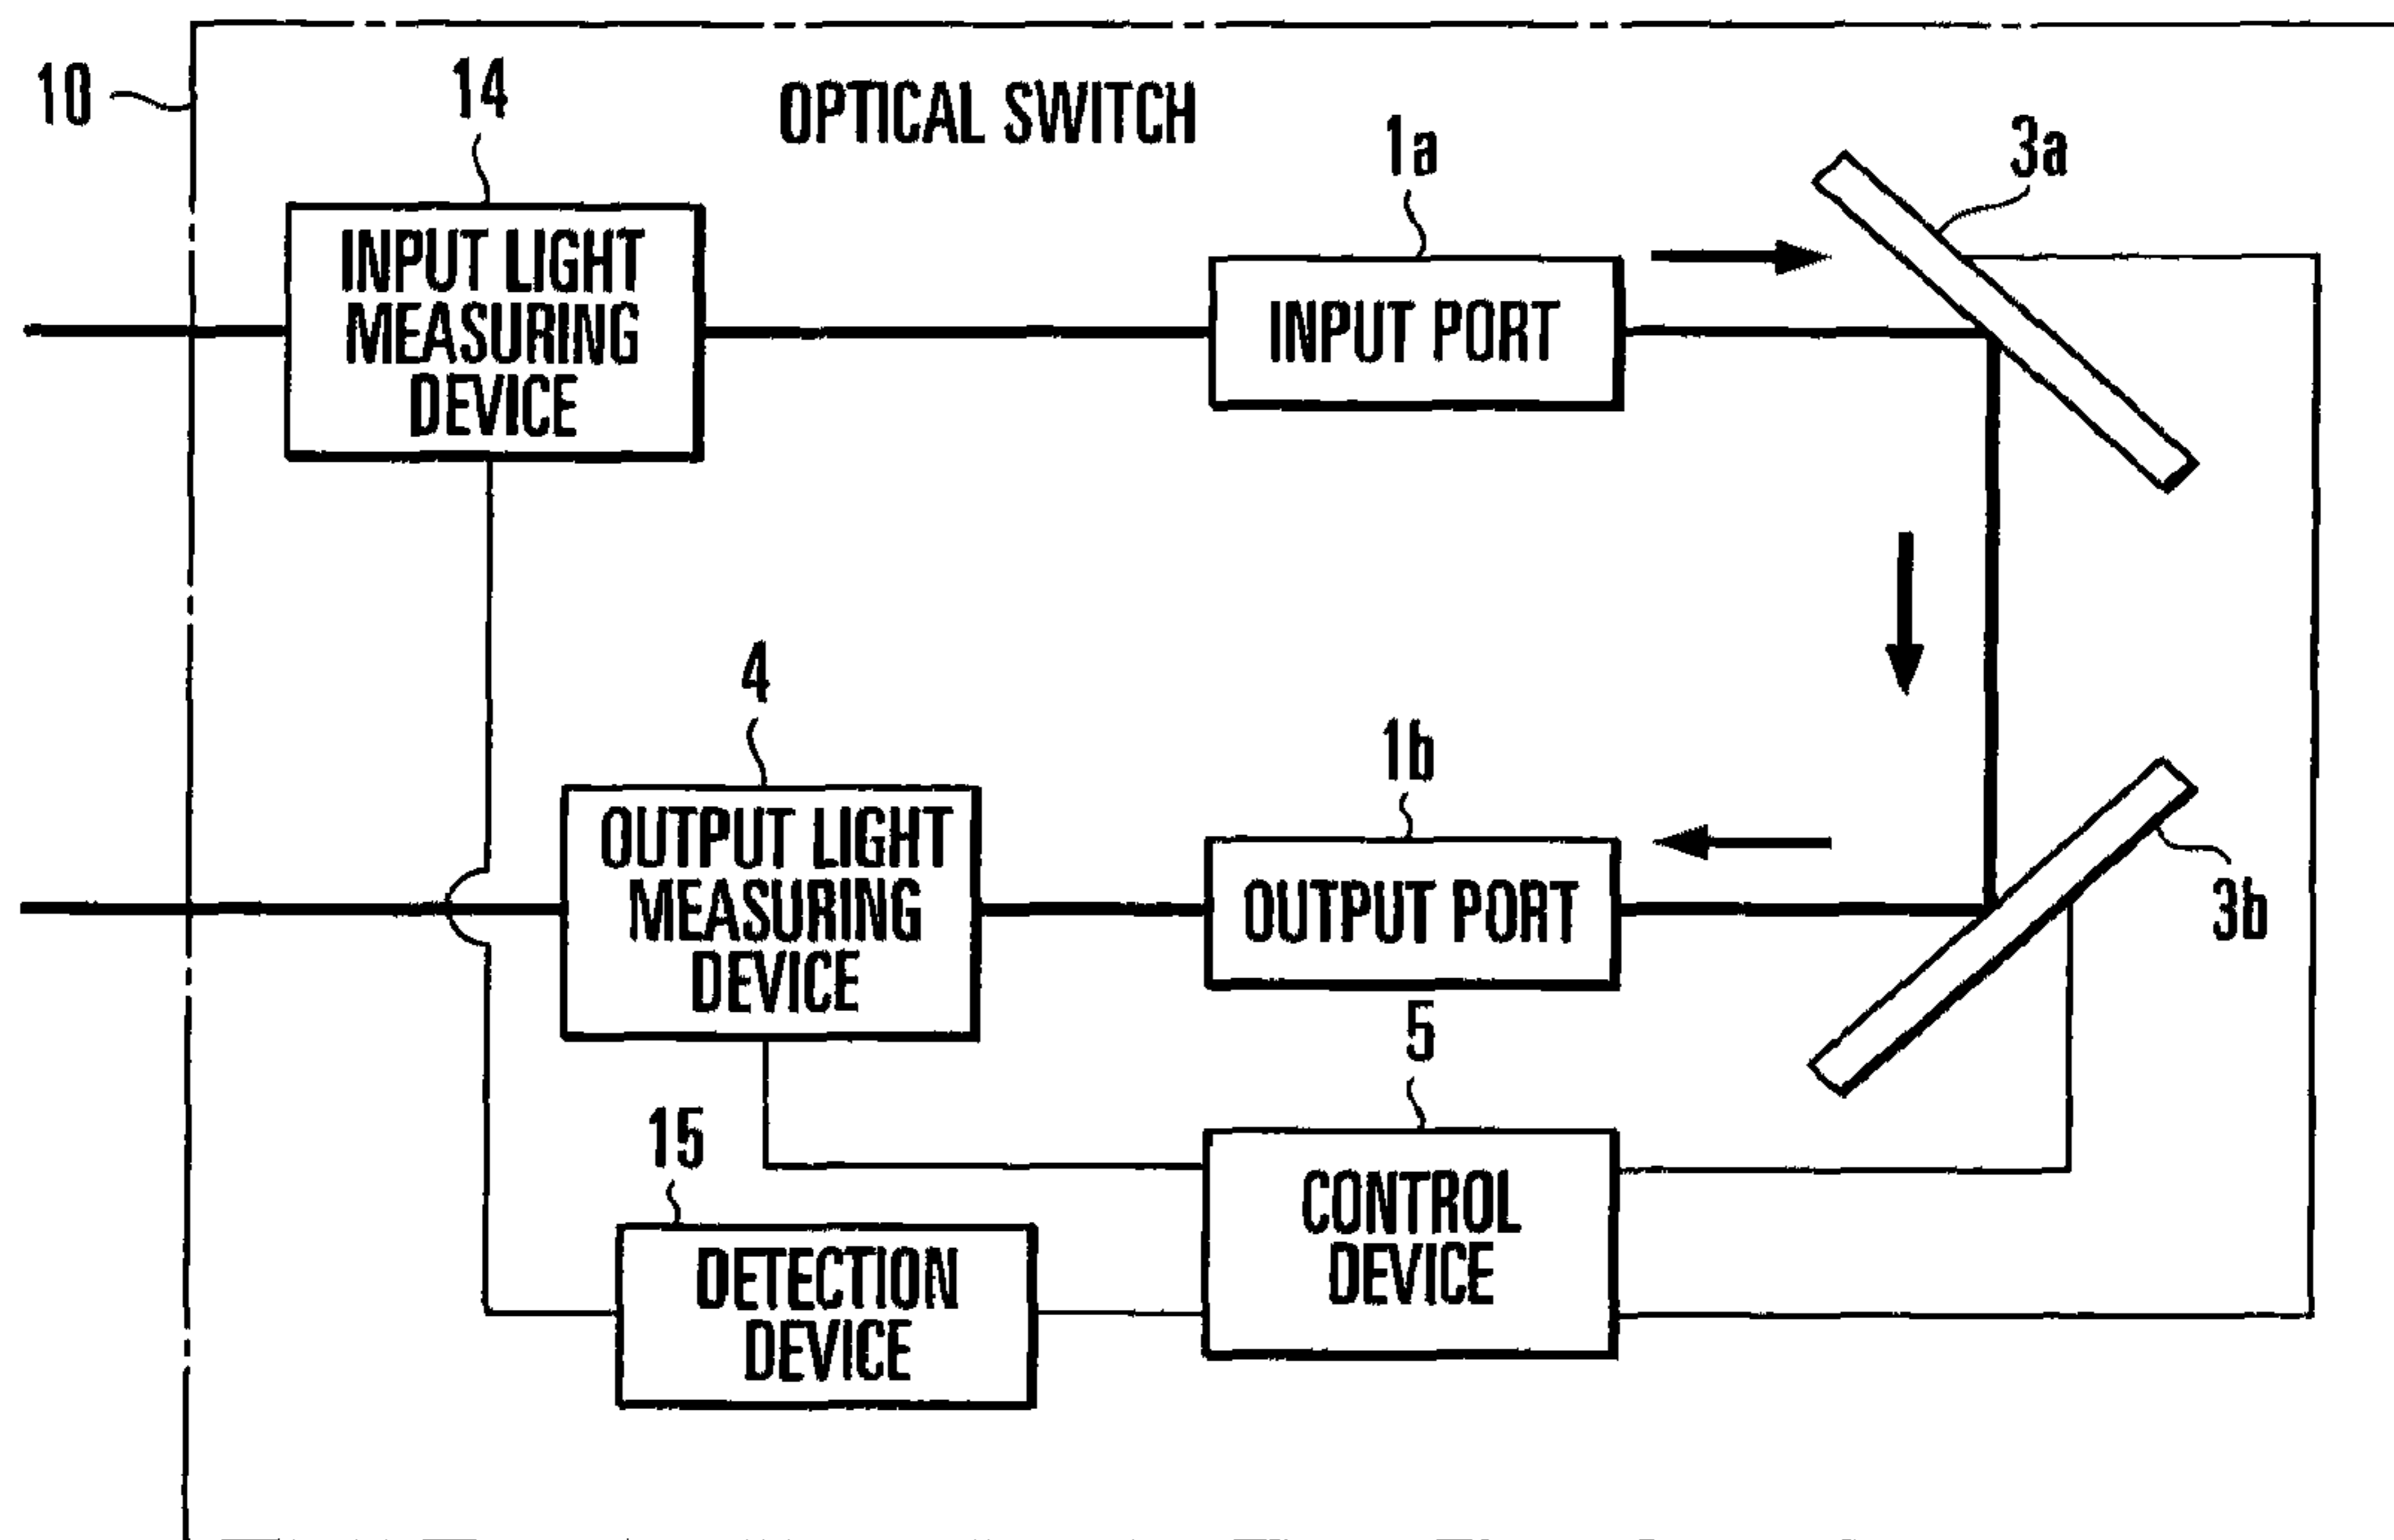 10
14
OPTICAL SWITCH
1a
3a
INPUT LIGHT
MEASURING
DEVICE
INPUT PORT
4
1b
OUTPUT LIGHT
MEASURING
DEVICE
OUTPUT PORT
3b
5
15
CONTROL
DEVICE
DETECTION
DEVICE